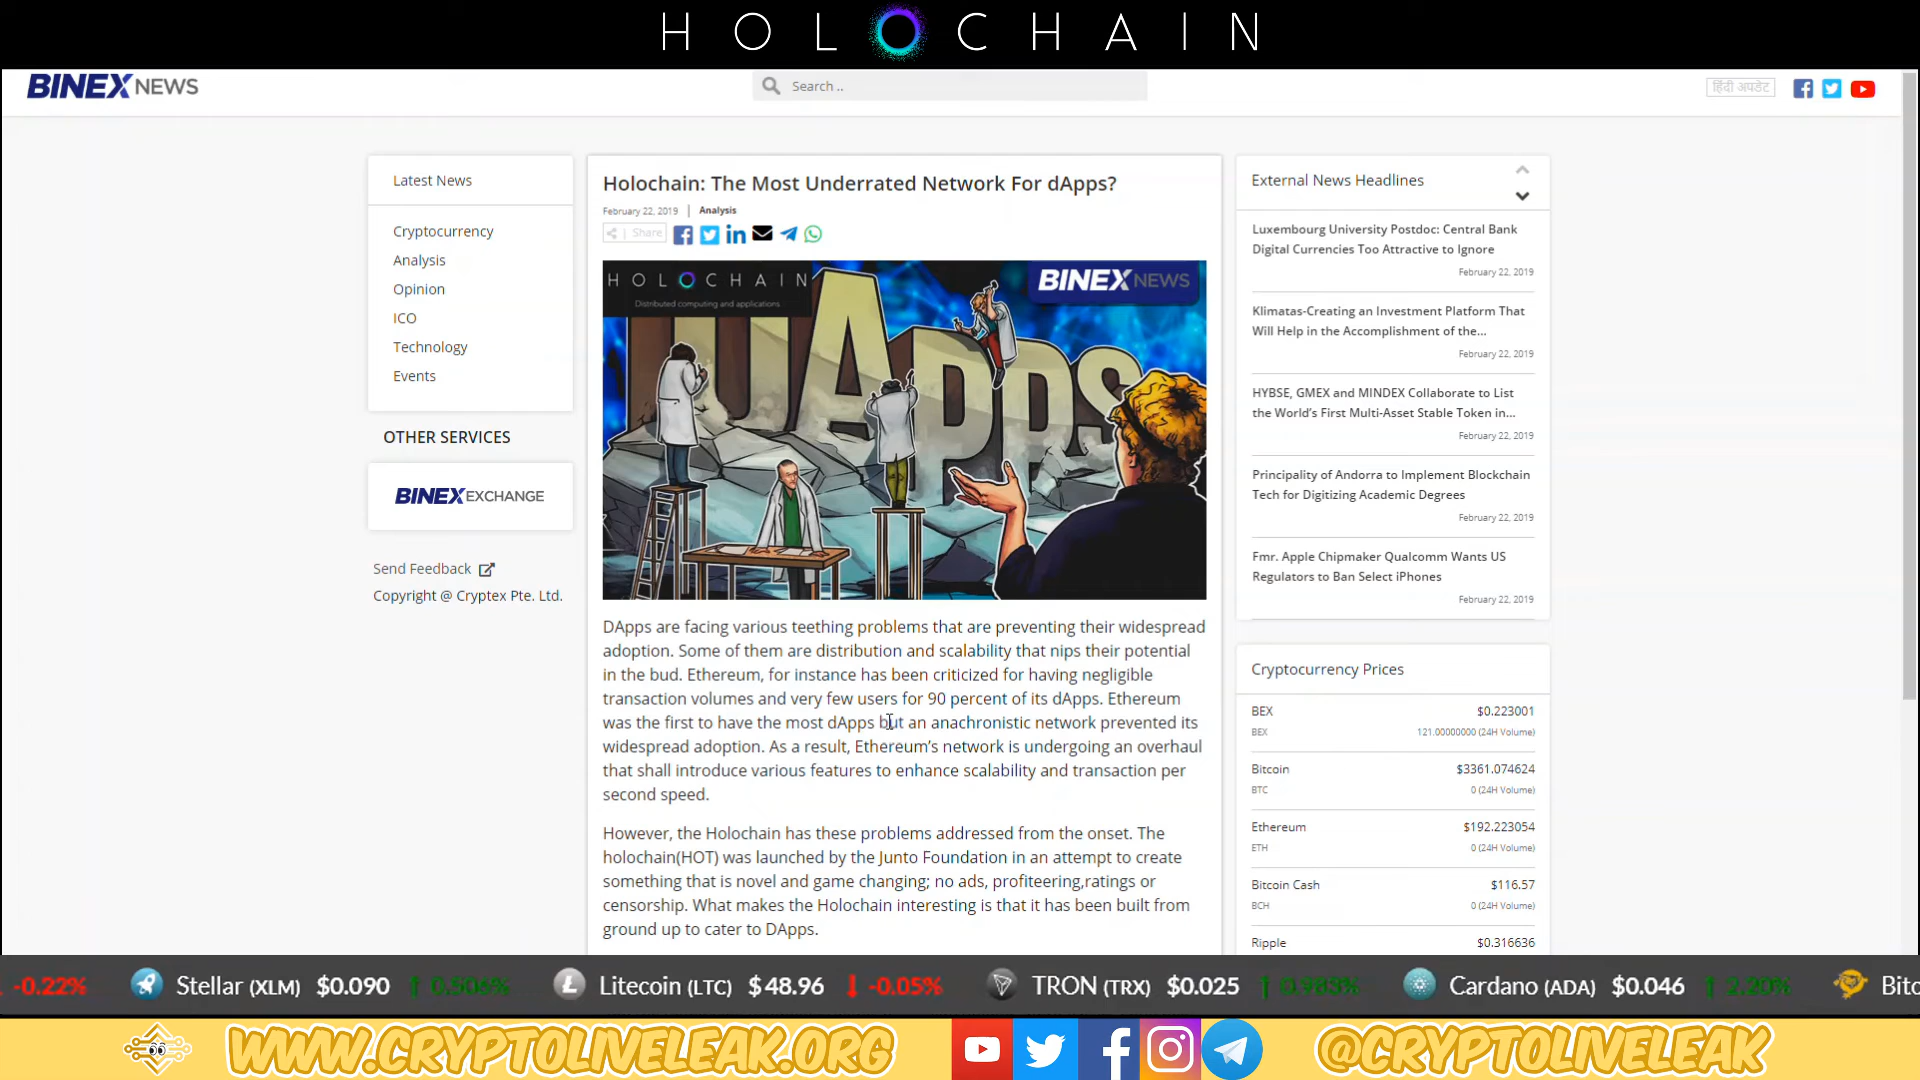 HOLOCHAIN
BINEX NEWS
Search ..
हिंदी अपडेट
Latest News
Cryptocurrency
Analysis
Opinion
ICO
Technology
Events
OTHER SERVICES
BINEX EXCHANGE
Send Feedback
Copyright @ Cryptex Pte. Ltd.
Holochain: The Most Underrated Network For dApps?
February 22, 2019 | Analysis
| Share
HOLOCHAIN
Distributed computing and applications
BINEX NEWS
DApps
DApps are facing various teething problems that are preventing their widespread
adoption. Some of them are distribution and scalability that nips their potential
in the bud. Ethereum, for instance has been criticized for having negligible
transaction volumes and very few users for 90 percent of its dApps. Ethereum
was the first to have the most dApps but an anachronistic network prevented its
widespread adoption. As a result, Ethereum's network is undergoing an overhaul
that shall introduce various features to enhance scalability and transaction per
second speed.
However, the Holochain has these problems addressed from the onset. The
holochain(HOT) was launched by the Junto Foundation in an attempt to create
something that is novel and game changing; no ads, profiteering,ratings or
censorship. What makes the Holochain interesting is that it has been built from
ground up to cater to DApps.
External News Headlines
Luxembourg University Postdoc: Central Bank
Digital Currencies Too Attractive to Ignore
February 22, 2019
Klimatas-Creating an Investment Platform That
Will Help in the Accomplishment of the...
February 22, 2019
HYBSE, GMEX and MINDEX Collaborate to List
the World's First Multi-Asset Stable Token in...
February 22, 2019
Principality of Andorra to Implement Blockchain
Tech for Digitizing Academic Degrees
February 22, 2019
Fmr. Apple Chipmaker Qualcomm Wants US
Regulators to Ban Select iPhones
February 22, 2019
Cryptocurrency Prices
BEX $0.223001
BEX 121.00000000 (24H Volume)
Bitcoin $3361.074624
BTC 0 (24H Volume)
Ethereum $192.223054
ETH 0 (24H Volume)
Bitcoin Cash $116.57
BCH 0 (24H Volume)
Ripple $0.316636
-0.22% Stellar (XLM) $0.090 0.506% Litecoin (LTC) $48.96 -0.05% TRON (TRX) $0.025 0.983% Cardano (ADA) $0.046 2.20% Bitc
WWW.CRYPTOLIVELEAK.ORG @CRYPTOLIVELEAK